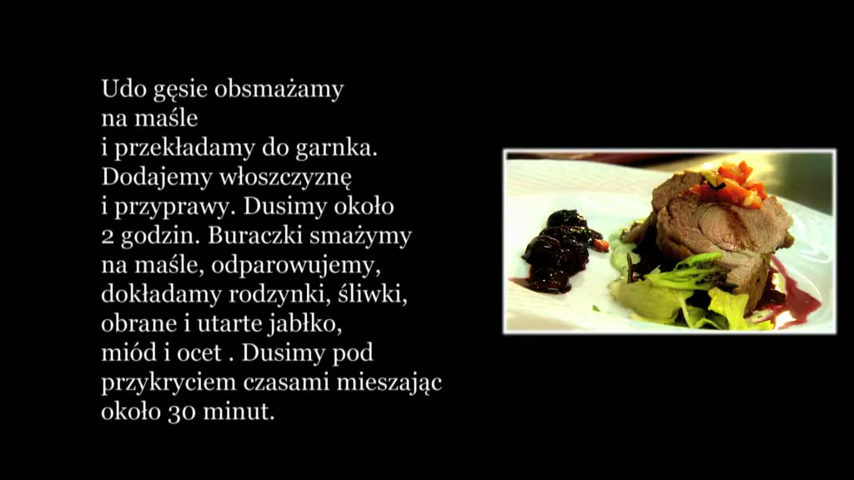 Udo gęsie obsmażamy
na maśle
i przekładamy do garnka.
Dodajemy włoszczyznę
i przyprawy. Dusimy około
2 godzin. Buraczki smażymy
na maśle, odparowujemy,
dokładamy rodzynki, śliwki,
obrane i utarte jabłko,
miód i ocet . Dusimy pod
przykryciem czasami mieszając
około 30 minut.